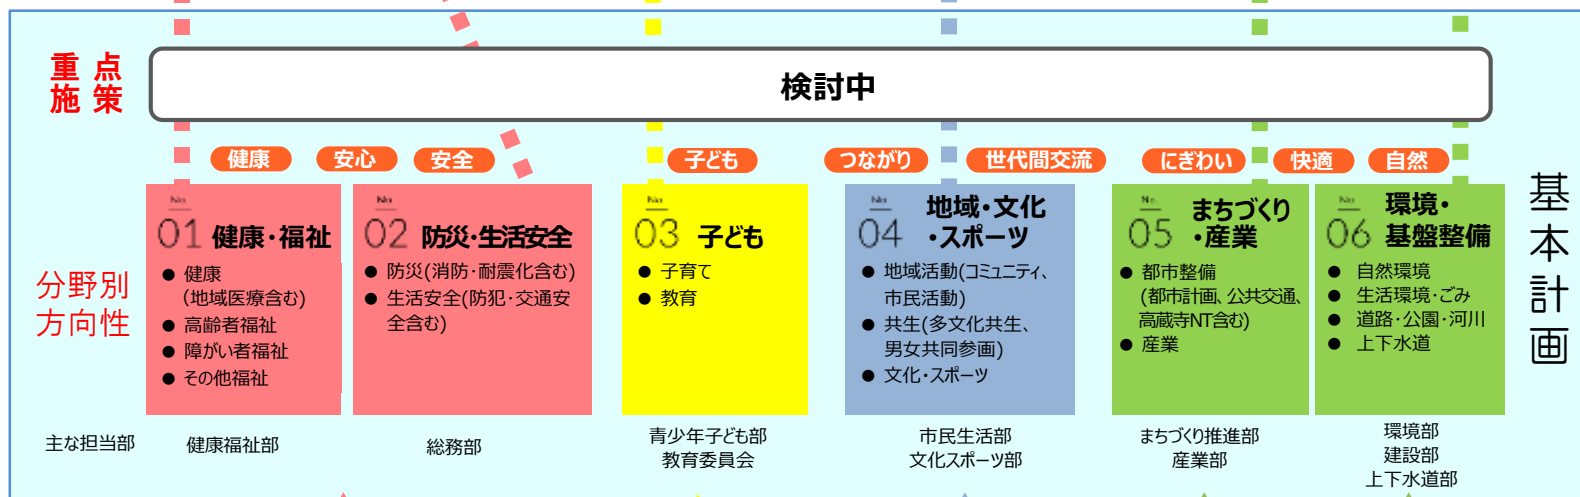 重点
施策
検討中
健康
安心
安全
子ども
つながり
世代間交流
にぎわい
快適
自然
基本計画
分野別
方向性
No.
01 健康・福祉
● 健康
(地域医療含む)
● 高齢者福祉
● 障がい者福祉
● その他福祉
No.
02 防災・生活安全
● 防災(消防・耐震化含む)
● 生活安全(防犯・交通安
全含む)
No.
03 子ども
● 子育て
● 教育
No.
04 地域・文化
・スポーツ
● 地域活動(コミュニティ、
市民活動)
● 共生(多文化共生、
男女共同参画)
● 文化・スポーツ
No.
05 まちづくり
・産業
● 都市整備
(都市計画、公共交通、
高蔵寺NT含む)
● 産業
No.
06 環境・
基盤整備
● 自然環境
● 生活環境・ごみ
● 道路・公園・河川
● 上下水道
主な担当部
健康福祉部
総務部
青少年子ども部
教育委員会
市民生活部
文化スポーツ部
まちづくり推進部
産業部
環境部
建設部
上下水道部